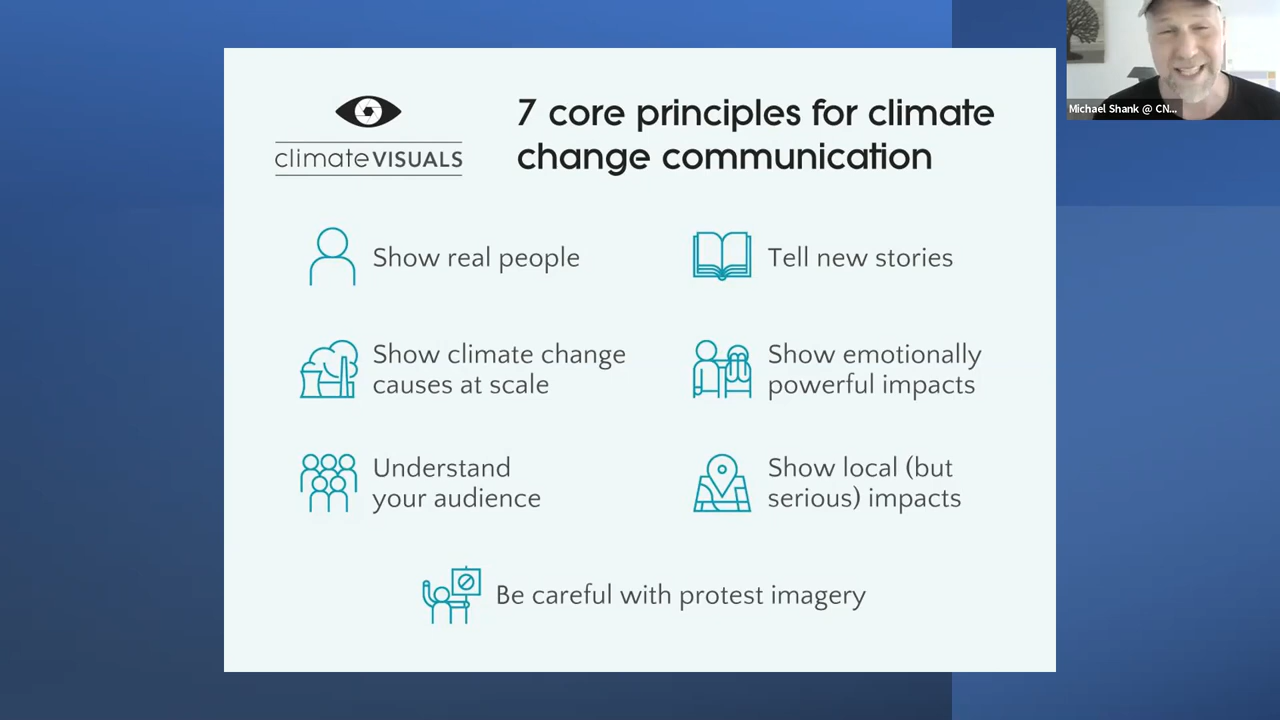 climateVISUALS
7 core principles for climate
change communication
Show real people
Tell new stories
Show climate change
causes at scale
Show emotionally
powerful impacts
Understand
your audience
Show local (but
serious) impacts
Be careful with protest imagery
Michael Shank @ CN...